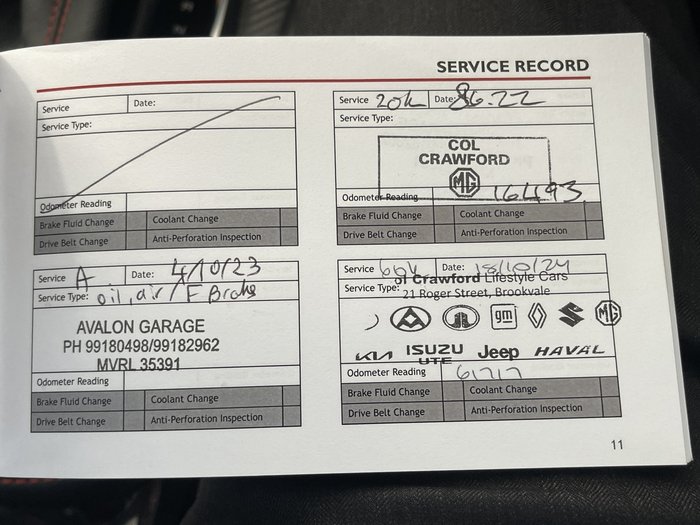 SERVICE RECORD
Service
Date:
Service Type:
Odometer Reading
Brake Fluid Change
Coolant Change
Drive Belt Change
Anti-Perforation Inspection
Service 20k Date: 8.6.22
Service Type:
COL
CRAWFORD
MG
Odometer Reading 16493
Brake Fluid Change
Coolant Change
Drive Belt Change
Anti-Perforation Inspection
Service A Date: 4/10/23
Service Type: oil, air/ F Brake
AVALON GARAGE
PH 99180498/99182962
MVRL 35391
Odometer Reading
Brake Fluid Change
Coolant Change
Drive Belt Change
Anti-Perforation Inspection
Service 60k Date: 18/10/24
ol Crawford Lifestyle Cars
Service Type: 21 Roger Street, Brookvale
gm MG
KIA ISUZU UTE Jeep HAVAL
Odometer Reading 61717
Brake Fluid Change
Coolant Change
Drive Belt Change
Anti-Perforation Inspection
11